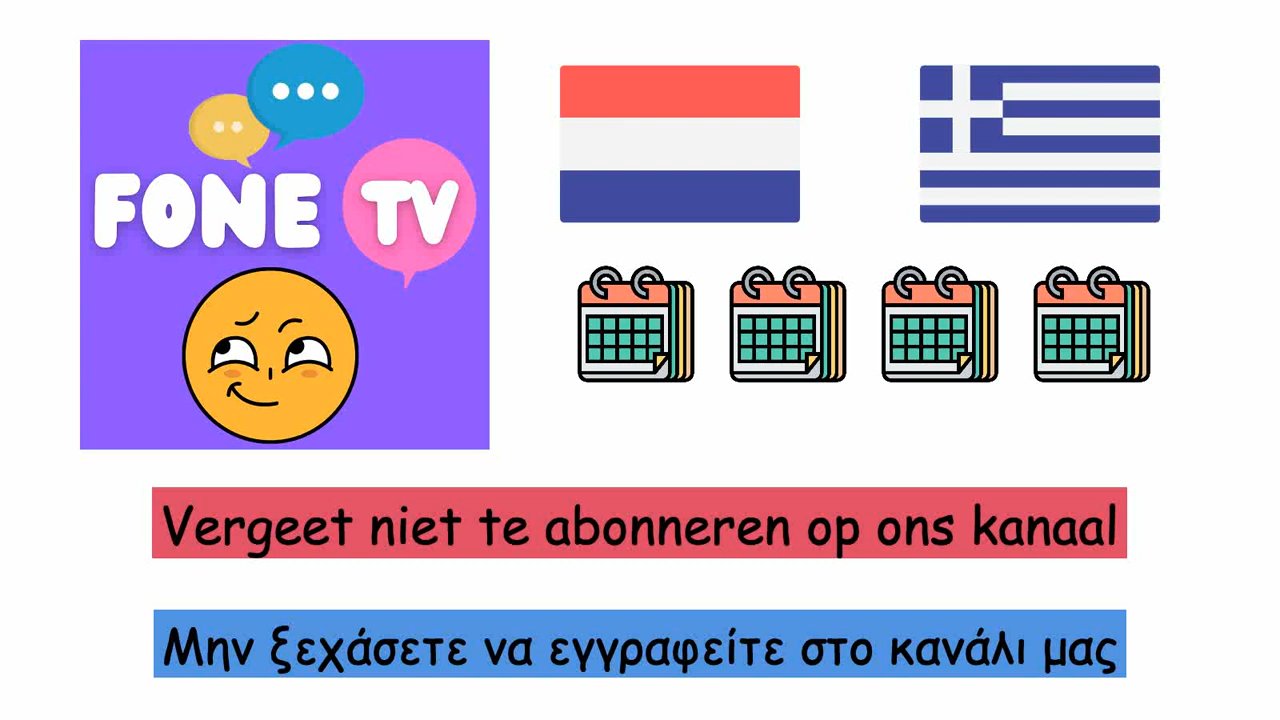 FONE TV
Vergeet niet te abonneren op ons kanaal
Μην ξεχάσετε να εγγραφείτε στο κανάλι μας